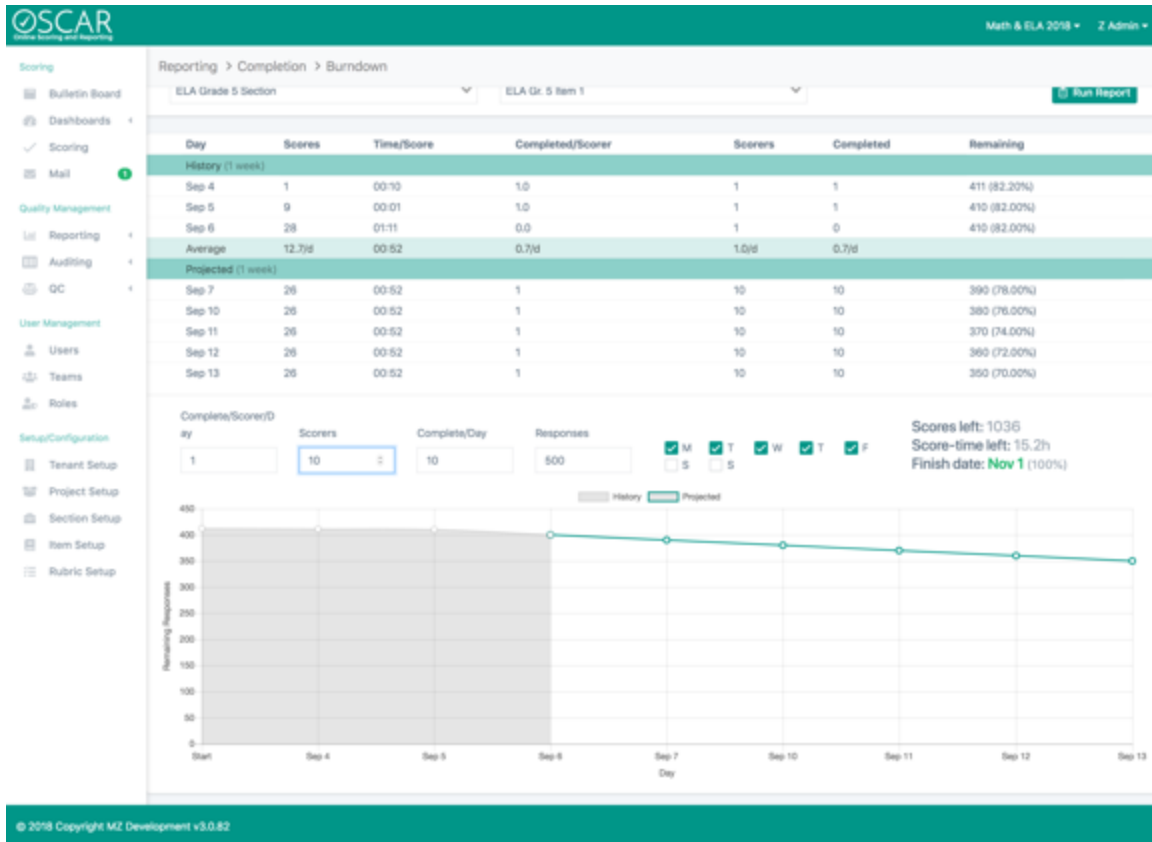 OSCAR
Online Scoring and Reporting
Math & ELA 2018 Z Admin
Scoring
Bulletin Board
Dashboards
Scoring
Mail 1
Quality Management
Reporting
Auditing
QC
User Management
Users
Teams
Roles
Setup/Configuration
Tenant Setup
Project Setup
Section Setup
Item Setup
Rubric Setup
Reporting > Completion > Burndown
ELA Grade 5 Section ELA Gr. 5 Item 1 Run Report
Day Scores Time/Score Completed/Scorer Scorers Completed Remaining
History (1 week)
Sep 4 1 00:10 1.0 1 1 411 (82.20%)
Sep 5 9 00:01 1.0 1 1 410 (82.00%)
Sep 6 28 01:11 0.0 1 0 410 (82.00%)
Average 12.7/d 00:52 0.7/d 1.0/d 0.7/d
Projected (1 week)
Sep 7 26 00:52 1 10 10 390 (78.00%)
Sep 10 26 00:52 1 10 10 380 (76.00%)
Sep 11 26 00:52 1 10 10 370 (74.00%)
Sep 12 26 00:52 1 10 10 360 (72.00%)
Sep 13 26 00:52 1 10 10 350 (70.00%)
Complete/Scorer/D
ay Scorers Complete/Day Responses
1 10 10 500
M T W T F
S S
Scores left: 1036
Score-time left: 15.2h
Finish date: Nov 1 (100%)
History Projected
450
400
350
300
250
200
150
100
50
0
Remaining Responses
Start Sep 4 Sep 5 Sep 6 Sep 7 Sep 10 Sep 11 Sep 12 Sep 13
Day
© 2018 Copyright MZ Development v3.0.82